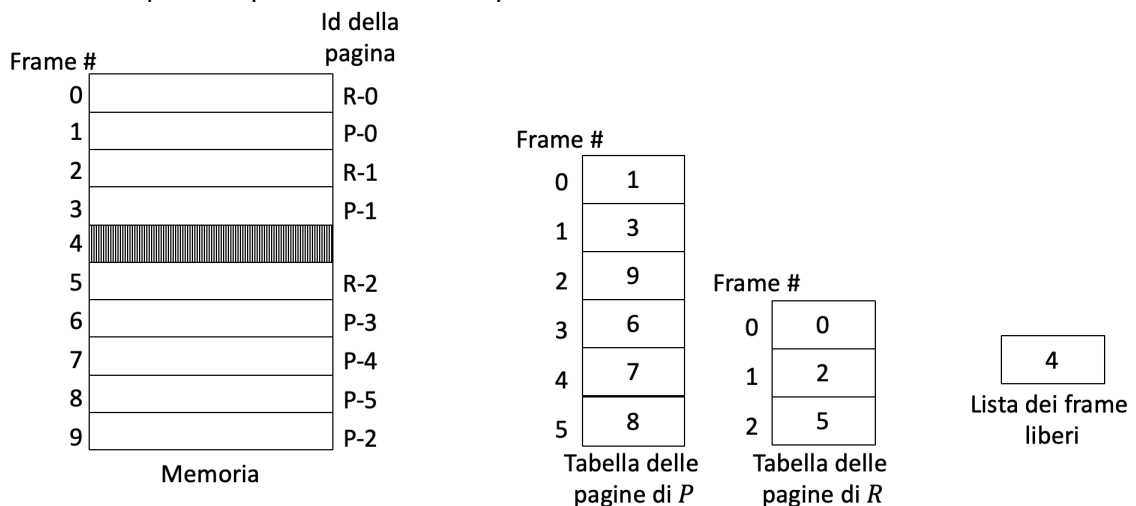 Id della
pagina
Frame #
0 R-0
1 P-0
2 R-1
3 P-1
4
5 R-2
6 P-3
7 P-4
8 P-5
9 P-2
Memoria
Frame #
0 1
1 3
2 9
3 6
4 7
5 8
Tabella delle
pagine di P
Frame #
0 0
1 2
2 5
Tabella delle
pagine di R
4
Lista dei frame
liberi